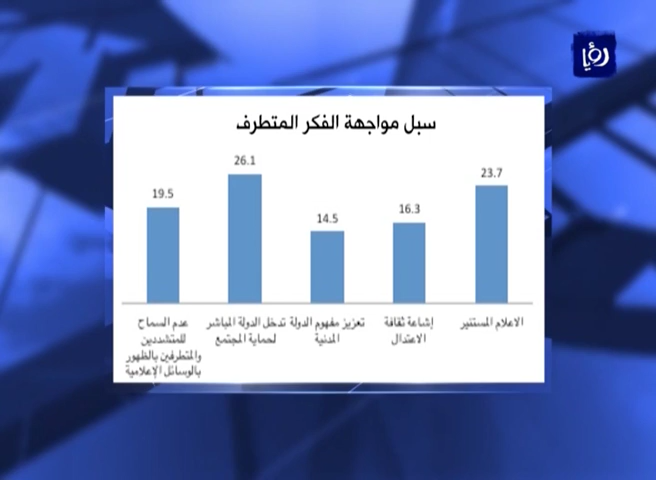 رؤيا
سبل مواجهة الفكر المتطرف
26.1
23.7
19.5
16.3
14.5
الاعلام المستنير
إشاعة ثقافة
الاعتدال
تعزيز مفهوم الدولة
المدنية
تدخل الدولة المباشر
لحماية المجتمع
عدم السماح
للمتشددين
والمتطرفين بالظهور
بالوسائل الإعلامية